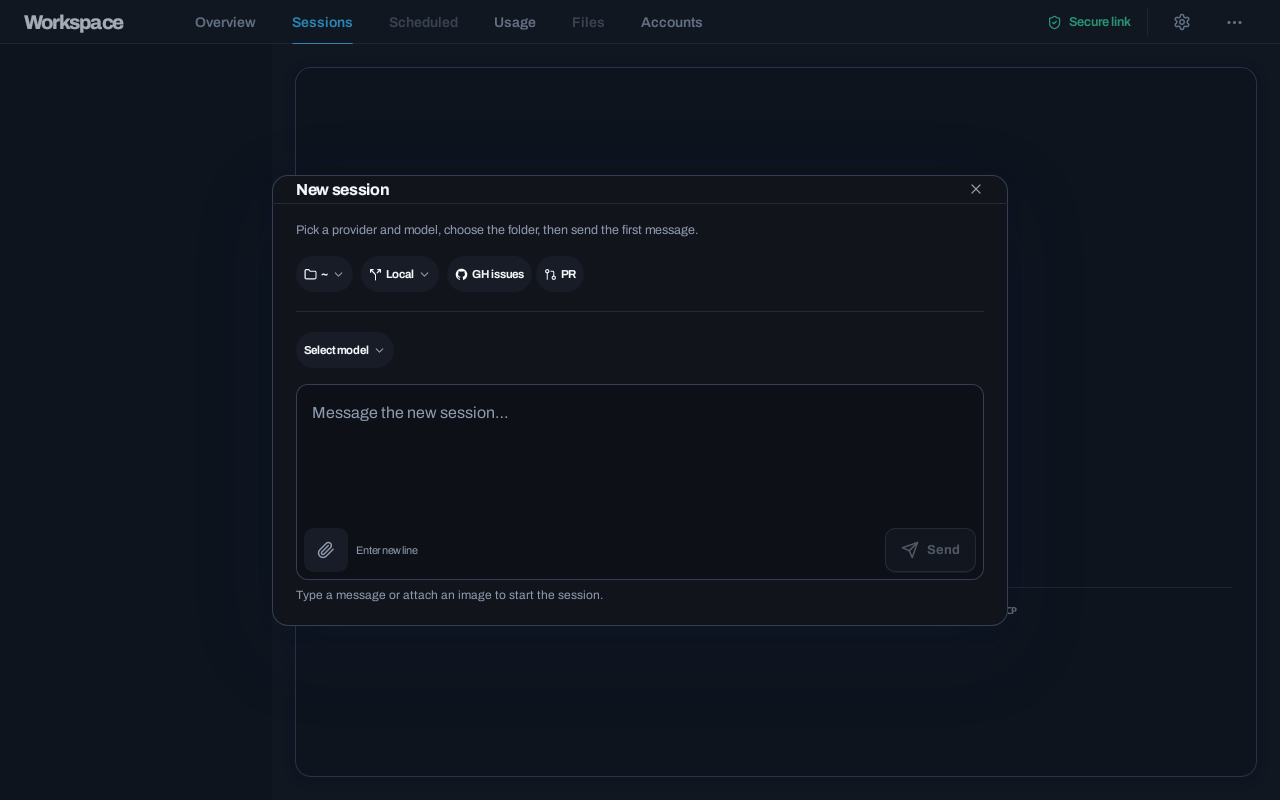 Workspace
Overview
Sessions
Scheduled
Usage
Files
Accounts
Secure link
New session
Pick a provider and model, choose the folder, then send the first message.
~
Local
GH issues
PR
Select model
Message the new session...
Enter new line
Send
Type a message or attach an image to start the session.